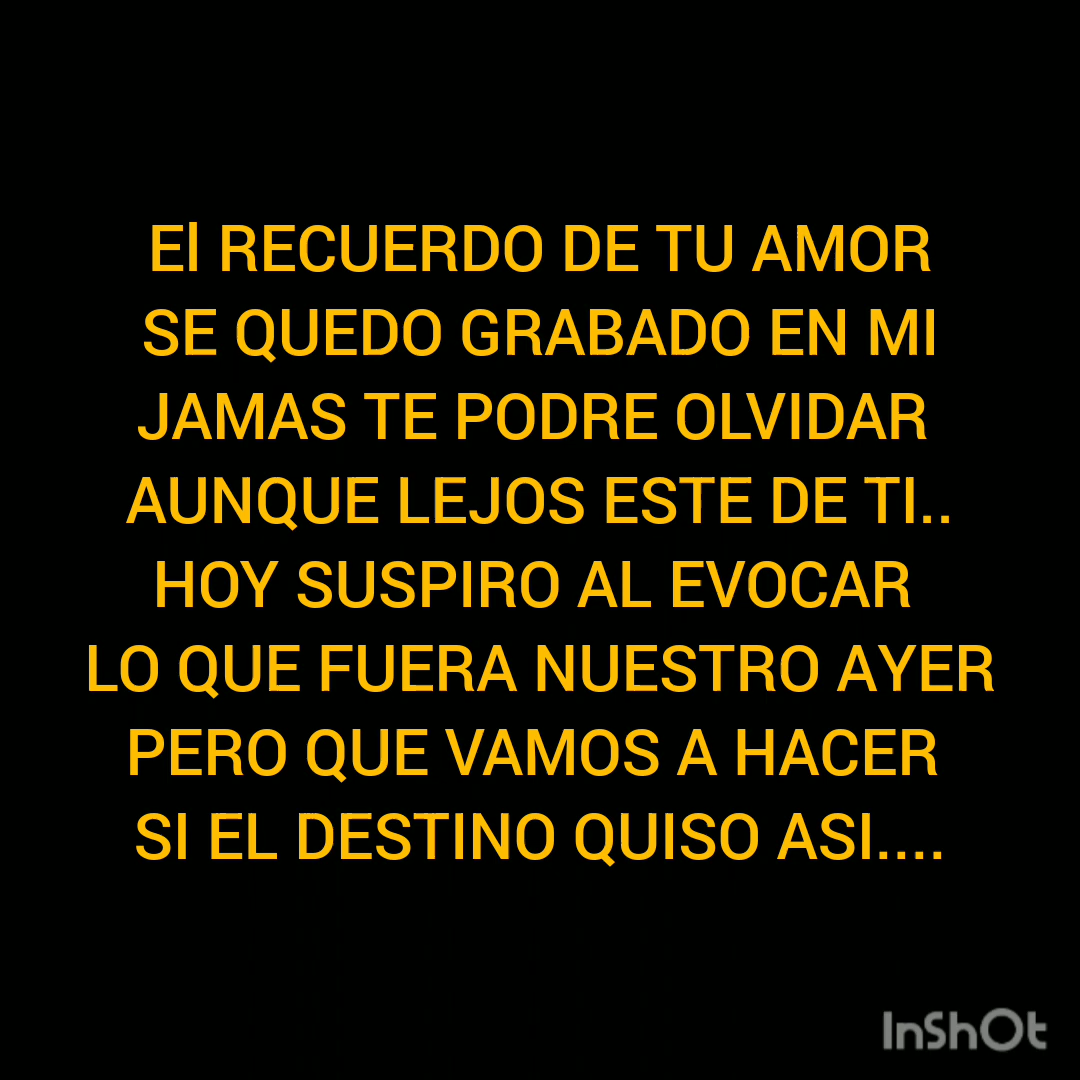 El RECUERDO DE TU AMOR
SE QUEDO GRABADO EN MI
JAMAS TE PODRE OLVIDAR
AUNQUE LEJOS ESTE DE TI..
HOY SUSPIRO AL EVOCAR
LO QUE FUERA NUESTRO AYER
PERO QUE VAMOS A HACER
SI EL DESTINO QUISO ASI....
InShOt